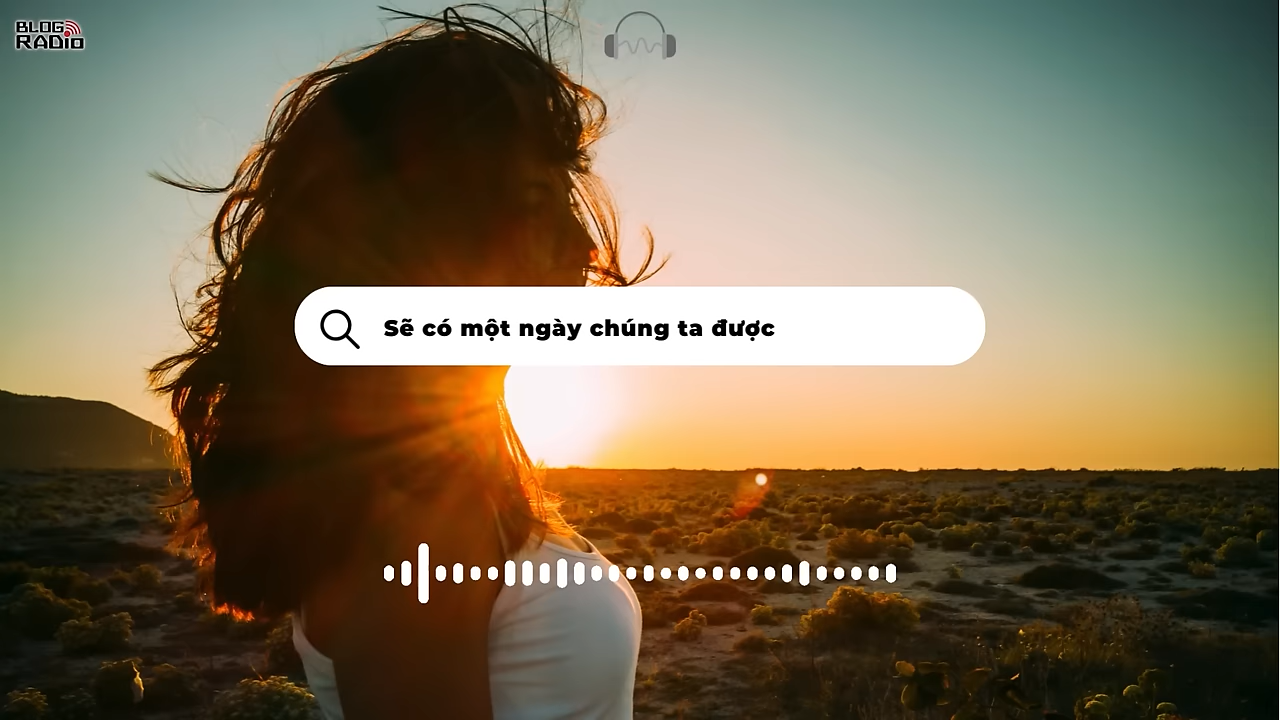 BLOG
RADIO
Sẽ có một ngày chúng ta được